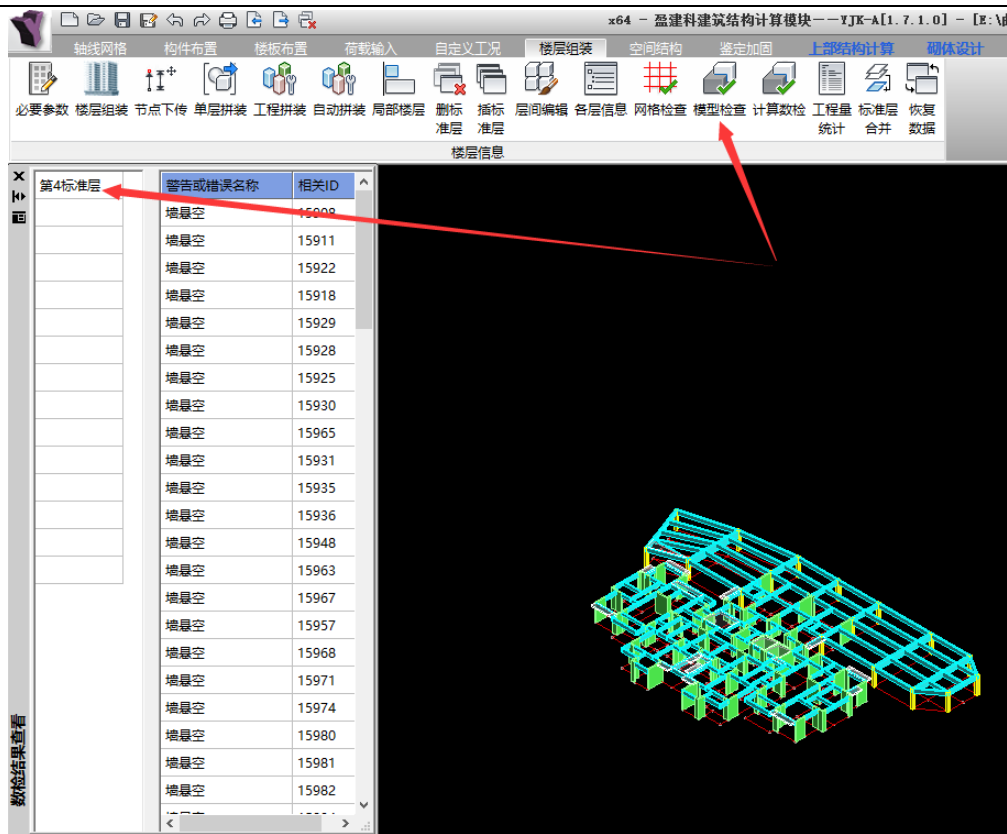 x64 - 盈建科建筑结构计算模块--YJK-A[1.7.1.0] - [E:\
轴线网格 构件布置 楼板布置 荷载输入 自定义工况 楼层组装 空间结构 鉴定加固 上部结构计算 砌体设计
必要参数 楼层组装 节点下传 单层拼装 工程拼装 自动拼装 局部楼层 删标准层 插标准层 层间编辑 各层信息 网格检查 模型检查 计算数检 工程量统计 标准层合并 恢复数据
楼层信息
第4标准层
警告或错误名称 相关ID
墙悬空 15908
墙悬空 15911
墙悬空 15922
墙悬空 15918
墙悬空 15929
墙悬空 15928
墙悬空 15925
墙悬空 15930
墙悬空 15965
墙悬空 15931
墙悬空 15935
墙悬空 15936
墙悬空 15948
墙悬空 15963
墙悬空 15967
墙悬空 15957
墙悬空 15968
墙悬空 15971
墙悬空 15974
墙悬空 15980
墙悬空 15981
墙悬空 15982
数检结果查看